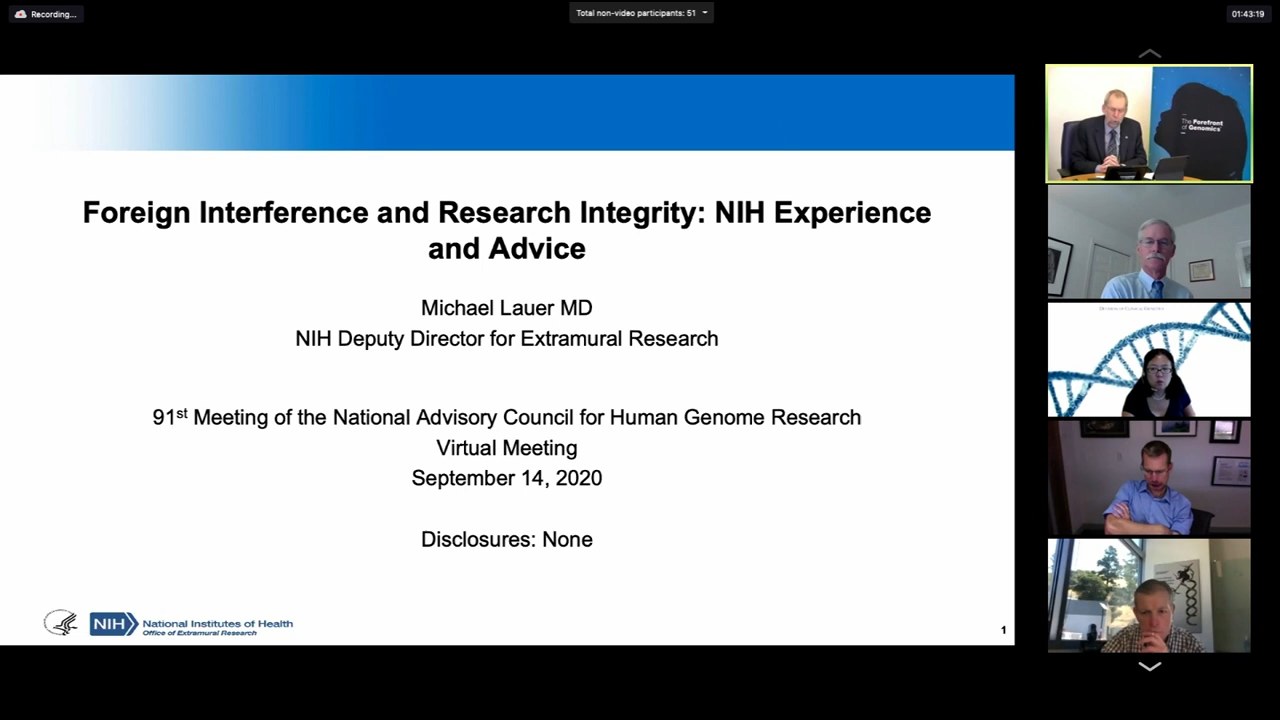 Recording...
Total non-video participants: 51
01:43:19
Foreign Interference and Research Integrity: NIH Experience
and Advice
Michael Lauer MD
NIH Deputy Director for Extramural Research
91st Meeting of the National Advisory Council for Human Genome Research
Virtual Meeting
September 14, 2020
Disclosures: None
NIH
National Institutes of Health
Office of Extramural Research
1
The Forefront
of Genomics